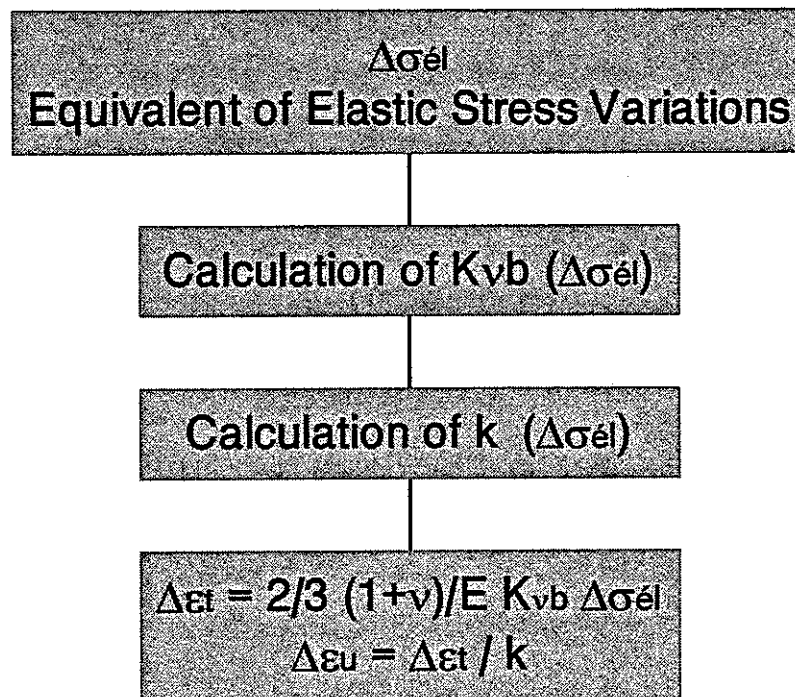 Δσél
Equivalent of Elastic Stress Variations
Calculation of Kνb (Δσél)
Calculation of k (Δσél)
Δεt = 2/3 (1+ν)/E Kνb Δσél
Δεu = Δεt / k